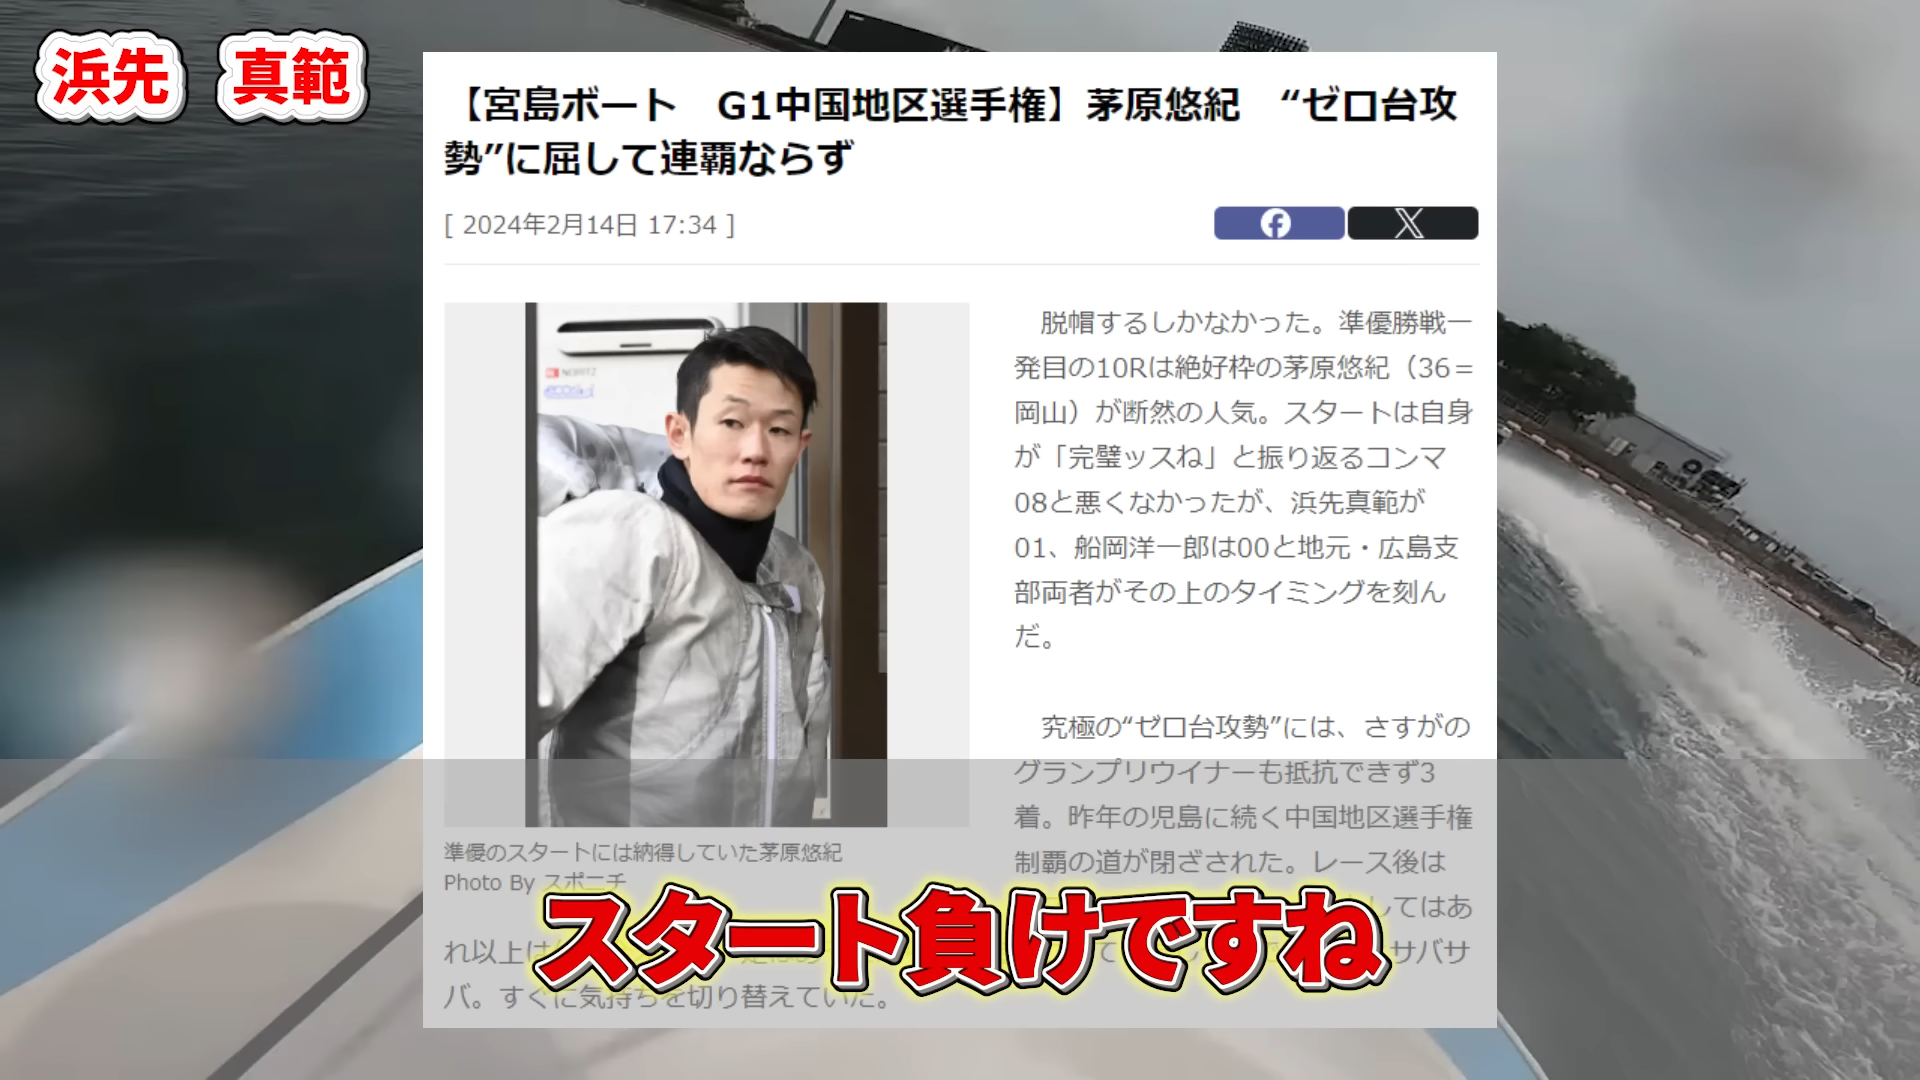 浜先　真範
【宮島ボート　G1中国地区選手権】茅原悠紀　“ゼロ台攻
勢”に屈して連覇ならず
[ 2024年2月14日 17:34 ]
NORITZ
脱帽するしかなかった。準優勝戦一
発目の10Rは絶好枠の茅原悠紀（36＝
岡山）が断然の人気。スタートは自身
が「完璧ッスね」と振り返るコンマ
08と悪くなかったが、浜先真範が
01、船岡洋一郎は00と地元・広島支
部両者がその上のタイミングを刻ん
だ。
究極の“ゼロ台攻勢”には、さすがの
グランプリウイナーも抵抗できず3
着。昨年の児島に続く中国地区選手権
制覇の道が閉ざされた。レース後は
してはあ
れ以上は
サバサ
バ。すぐに気持ちを切り替えていた。
準優のスタートには納得していた茅原悠紀
Photo By スポニチ
スタート負けですね